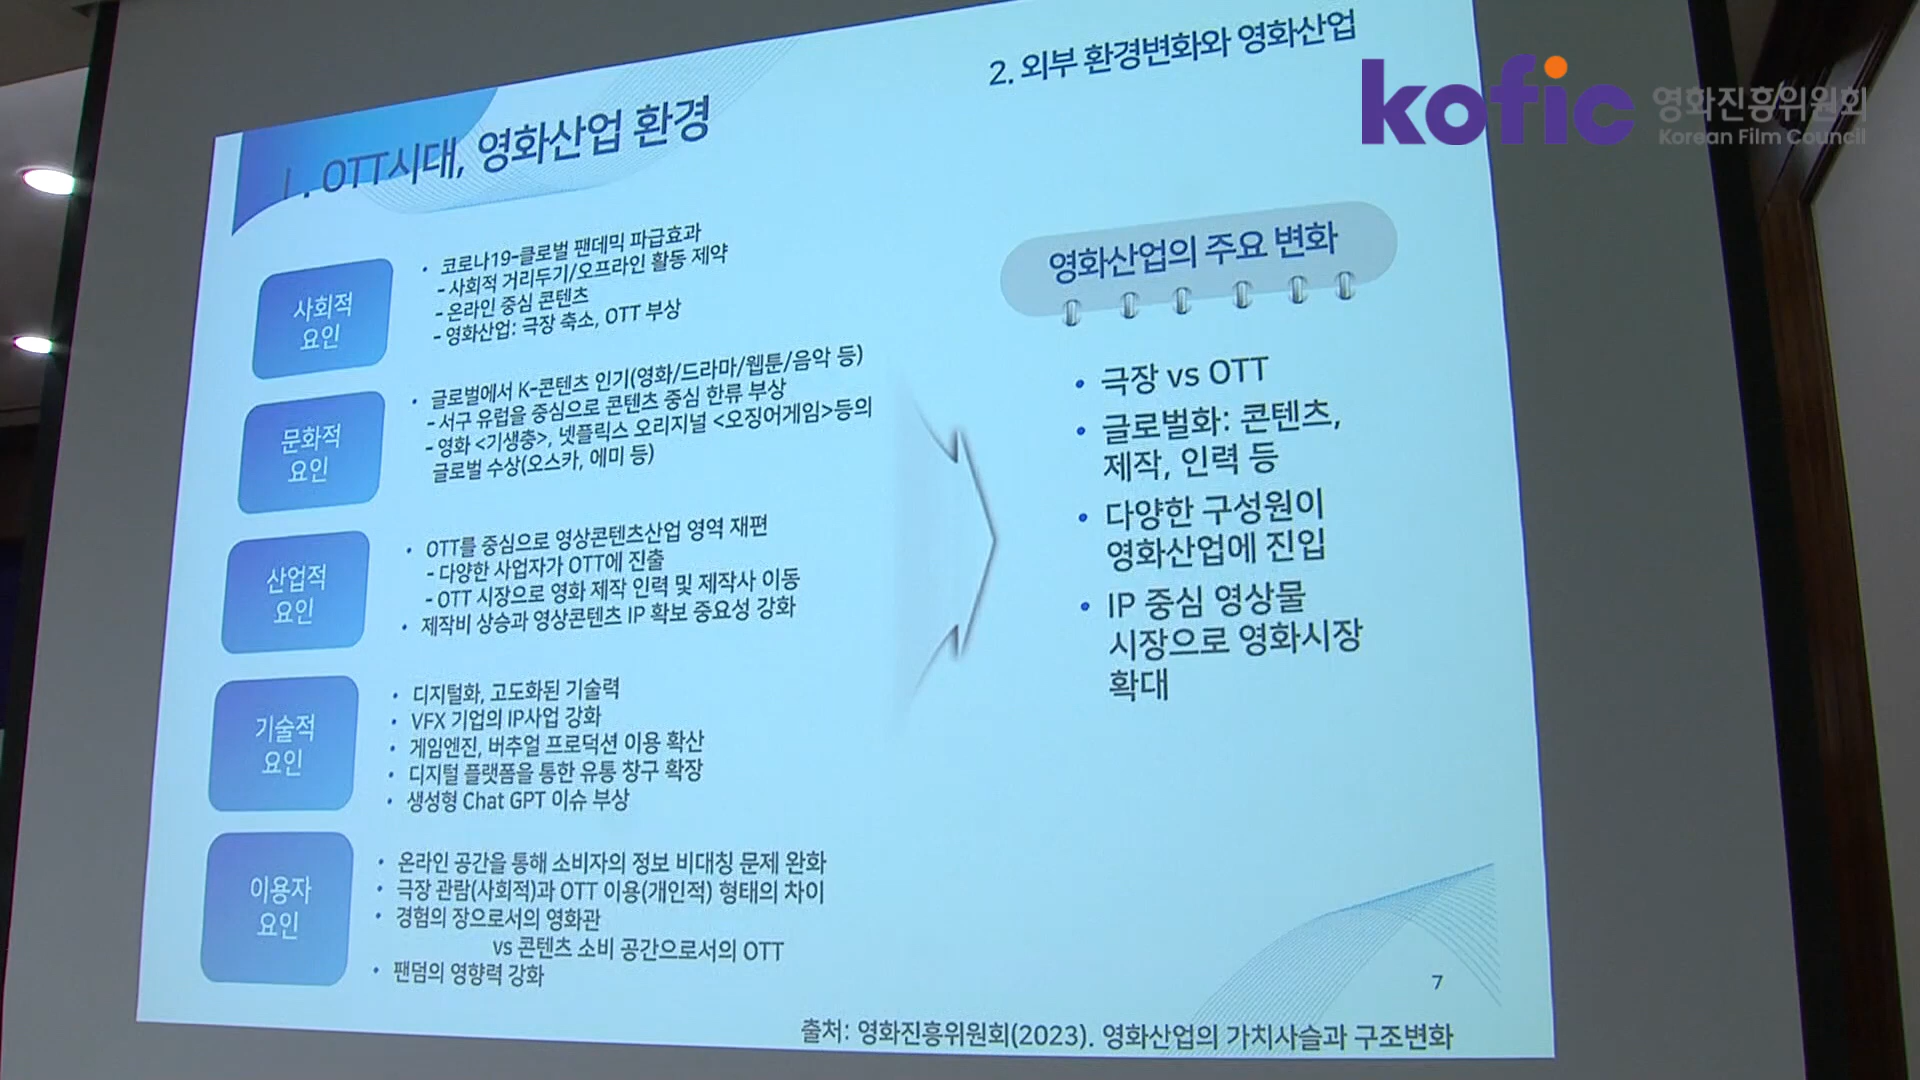 2. 외부 환경변화와 영화산업
kofic 영화진흥위원회
Korean Film Council
Ⅰ. OTT시대, 영화산업 환경
사회적
요인
• 코로나19-글로벌 팬데믹 파급효과
- 사회적 거리두기/오프라인 활동 제약
- 온라인 중심 콘텐츠
- 영화산업: 극장 축소, OTT 부상
문화적
요인
• 글로벌에서 K-콘텐츠 인기(영화/드라마/웹툰/음악 등)
- 서구 유럽을 중심으로 콘텐츠 중심 한류 부상
- 영화 <기생충>, 넷플릭스 오리지널 <오징어게임>등의
글로벌 수상(오스카, 에미 등)
산업적
요인
• OTT를 중심으로 영상콘텐츠산업 영역 재편
- 다양한 사업자가 OTT에 진출
- OTT 시장으로 영화 제작 인력 및 제작사 이동
• 제작비 상승과 영상콘텐츠 IP 확보 중요성 강화
기술적
요인
• 디지털화, 고도화된 기술력
• VFX 기업의 IP사업 강화
• 게임엔진, 버추얼 프로덕션 이용 확산
• 디지털 플랫폼을 통한 유통 창구 확장
• 생성형 Chat GPT 이슈 부상
이용자
요인
• 온라인 공간을 통해 소비자의 정보 비대칭 문제 완화
• 극장 관람(사회적)과 OTT 이용(개인적) 형태의 차이
• 경험의 장으로서의 영화관
vs 콘텐츠 소비 공간으로서의 OTT
• 팬덤의 영향력 강화
영화산업의 주요 변화
• 극장 vs OTT
• 글로벌화: 콘텐츠,
제작, 인력 등
• 다양한 구성원이
영화산업에 진입
• IP 중심 영상물
시장으로 영화시장
확대
7
출처: 영화진흥위원회(2023). 영화산업의 가치사슬과 구조변화